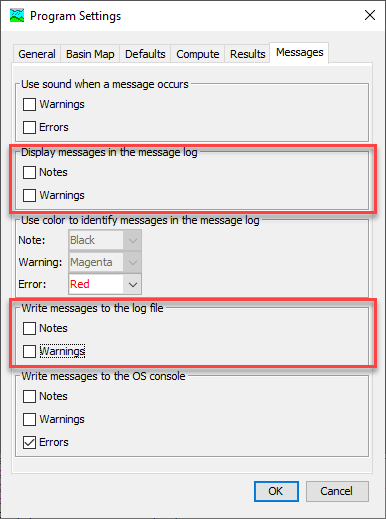 Program Settings
General Basin Map Defaults Compute Results Messages
Use sound when a message occurs
Warnings
Errors
Display messages in the message log
Notes
Warnings
Use color to identify messages in the message log
Note: Black
Warning: Magenta
Error: Red
Write messages to the log file
Notes
Warnings
Write messages to the OS console
Notes
Warnings
Errors
OK Cancel